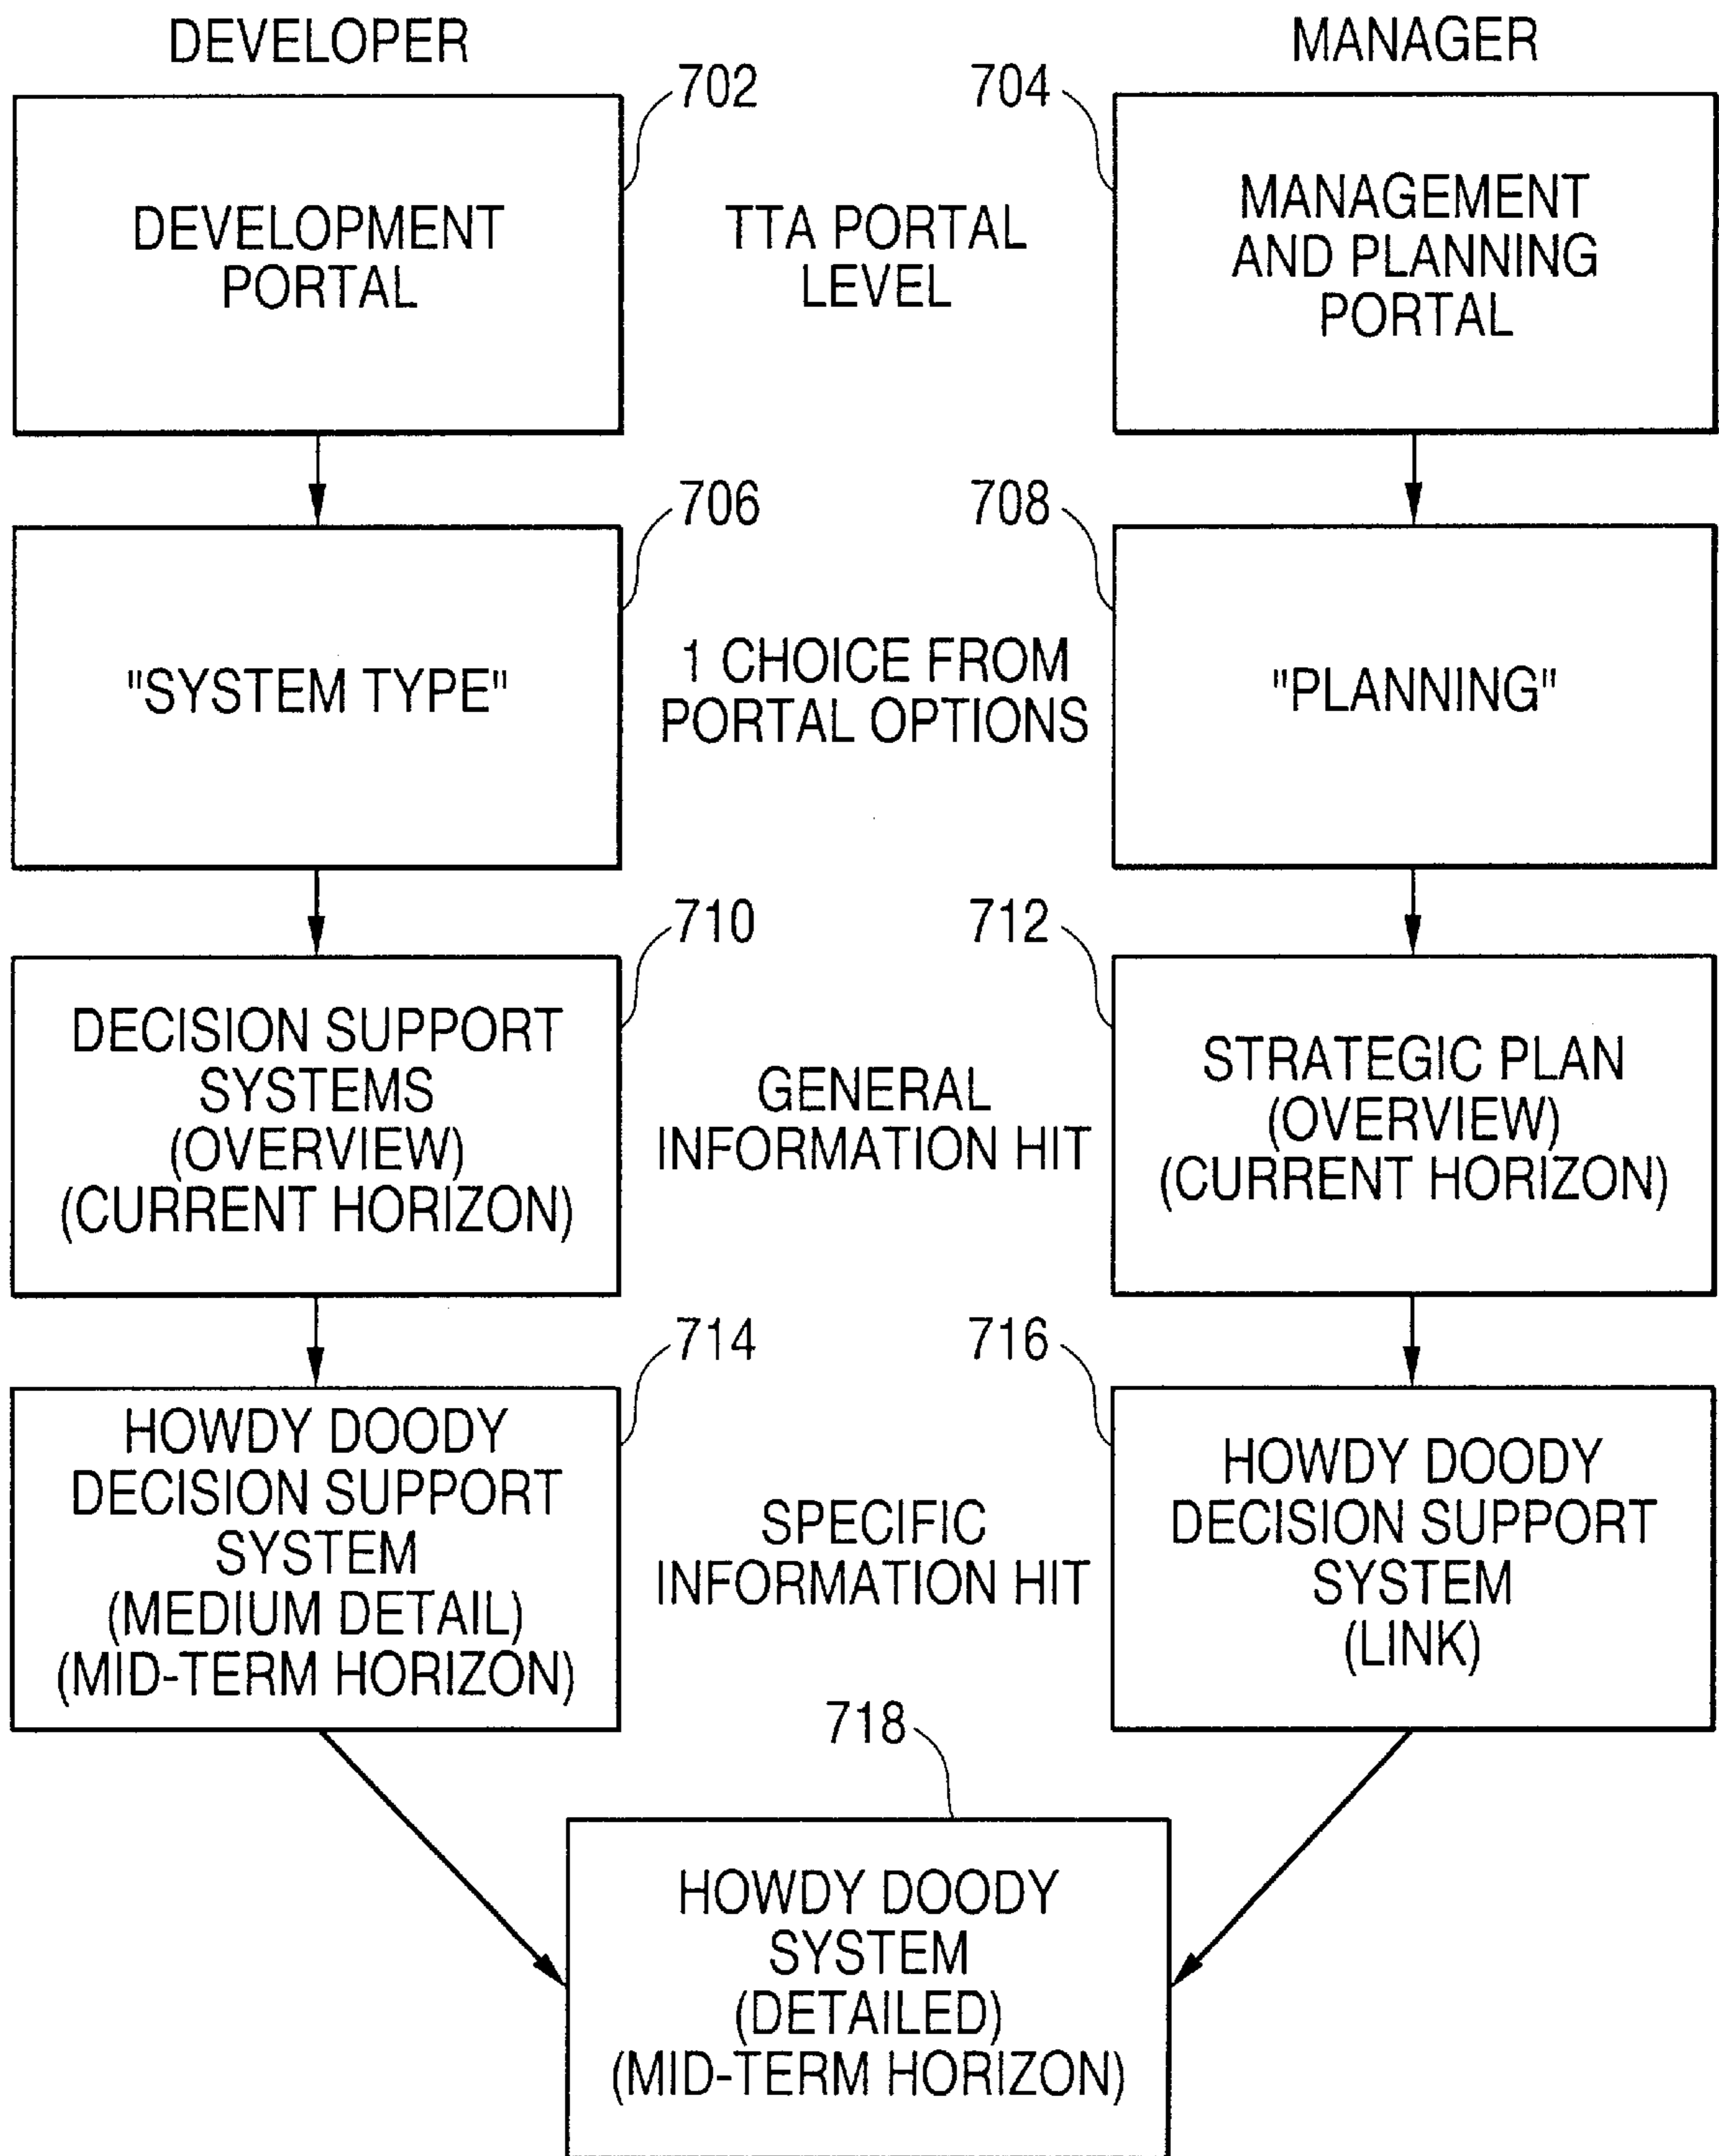 DEVELOPER
MANAGER
702
704
DEVELOPMENT
PORTAL
TTA PORTAL
LEVEL
MANAGEMENT
AND PLANNING
PORTAL
706
708
"SYSTEM TYPE"
1 CHOICE FROM
PORTAL OPTIONS
"PLANNING"
710
712
DECISION SUPPORT
SYSTEMS
(OVERVIEW)
(CURRENT HORIZON)
GENERAL
INFORMATION HIT
STRATEGIC PLAN
(OVERVIEW)
(CURRENT HORIZON)
714
716
HOWDY DOODY
DECISION SUPPORT
SYSTEM
(MEDIUM DETAIL)
(MID-TERM HORIZON)
SPECIFIC
INFORMATION HIT
HOWDY DOODY
DECISION SUPPORT
SYSTEM
(LINK)
718
HOWDY DOODY
SYSTEM
(DETAILED)
(MID-TERM HORIZON)